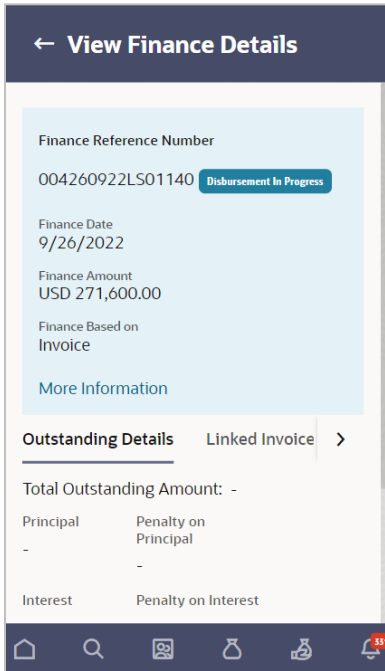 ← View Finance Details
Finance Reference Number
004260922LS01140 Disbursement In Progress
Finance Date
9/26/2022
Finance Amount
USD 271,600.00
Finance Based on
Invoice
More Information
Outstanding Details Linked Invoice
Total Outstanding Amount: -
Principal Penalty on
Principal
-
-
Interest Penalty on Interest